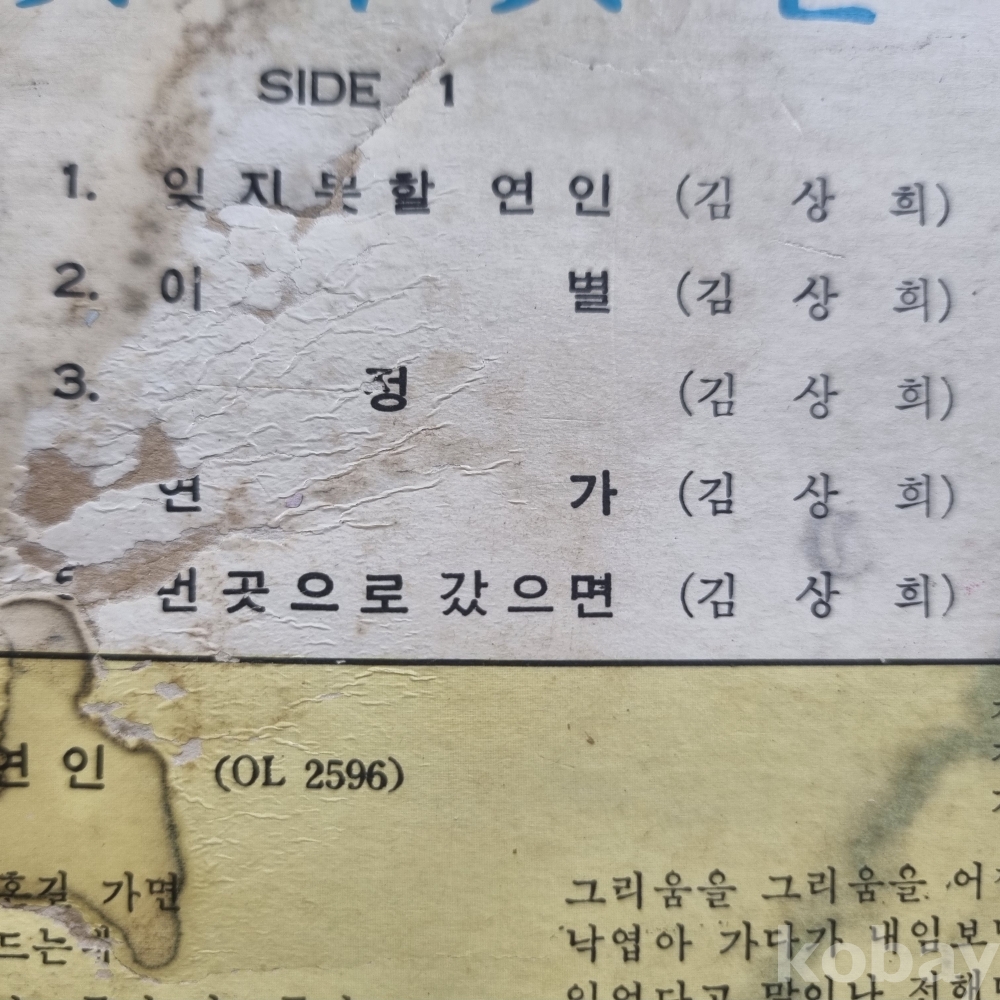 SIDE 1
1. 잊지못할 연인 (김 상 희)
2. 이 별 (김 상 희)
3. 정 (김 상 희)
연 가 (김 상 희)
곳으로 갔으면 (김 상 희)
연인 (OL 2596)
가면 그리움을 그리움을
드는데 낙엽아 가다가 내임보
kobay